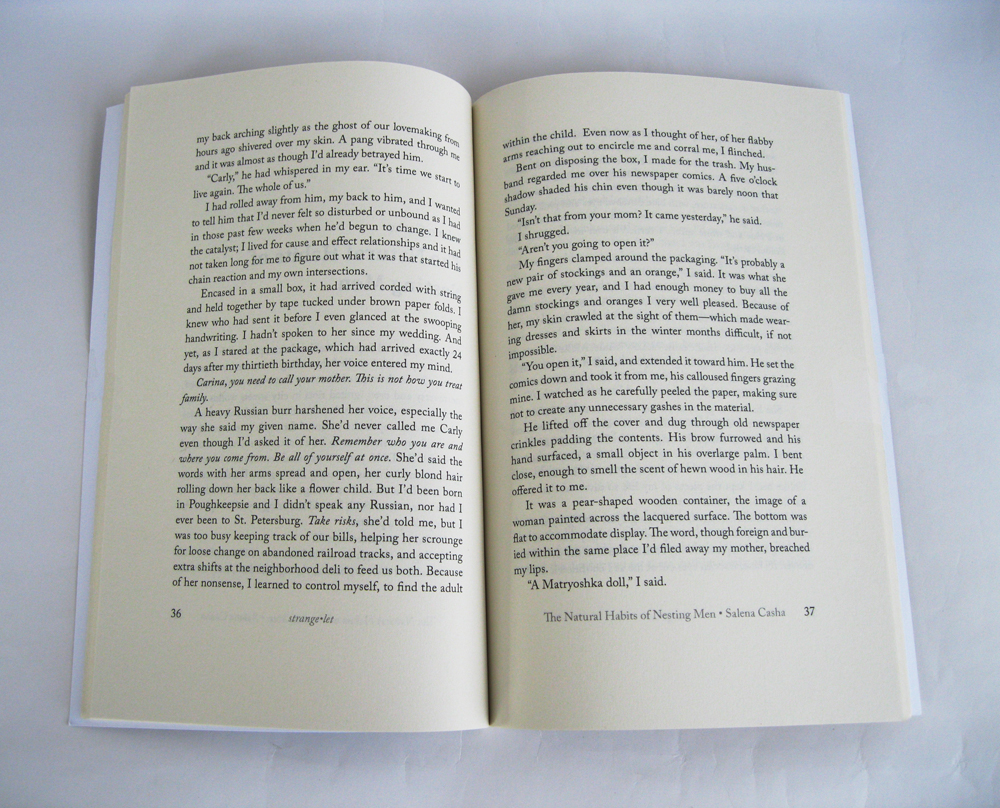 my back arching slightly as the ghost of our lovemaking from
hours ago shivered over my skin. A pang vibrated through me
and it was almost as though I'd already betrayed him.
"Carly," he had whispered in my ear. "It's time we start to
live again. The whole of us."
I had rolled away from him, my back to him, and I wanted
to tell him that I'd never felt so disturbed or unbound as I had
in those past few weeks when he'd begun to change. I knew
the catalyst; I lived for cause and effect relationships and it had
not taken long for me to figure out what it was that started his
chain reaction and my own intersections.
Encased in a small box, it had arrived corded with string
and held together by tape tucked under brown paper folds. I
knew who had sent it before I even glanced at the swooping
handwriting. I hadn't spoken to her since my wedding. And
yet, as I stared at the package, which had arrived exactly 24
days after my thirtieth birthday, her voice entered my mind.
Carina, you need to call your mother. This is not how you treat
family.
A heavy Russian burr harshened her voice, especially the
way she said my given name. She'd never called me Carly
even though I'd asked it of her. Remember who you are and
where you come from. Be all of yourself at once. She'd said the
words with her arms spread and open, her curly blond hair
rolling down her back like a flower child. But I'd been born
in Poughkeepsie and I didn't speak any Russian, nor had I
ever been to St. Petersburg. Take risks, she'd told me, but I
was too busy keeping track of our bills, helping her scrounge
for loose change on abandoned railroad tracks, and accepting
extra shifts at the neighborhood deli to feed us both. Because
of her nonsense, I learned to control myself, to find the adult
36
strange•let
within the child. Even now as I thought of her, of her flabby
arms reaching out to encircle me and corral me, I flinched.
Bent on disposing the box, I made for the trash. My hus-
band regarded me over his newspaper comics. A five o'clock
shadow shaded his chin even though it was barely noon that
Sunday.
"Isn't that from your mom? It came yesterday," he said.
I shrugged.
"Aren't you going to open it?"
My fingers clamped around the packaging. "It's probably a
new pair of stockings and an orange," I said. It was what she
gave me every year, and I had enough money to buy all the
damn stockings and oranges I very well pleased. Because of
her, my skin crawled at the sight of them—which made wear-
ing dresses and skirts in the winter months difficult, if not
impossible.
"You open it," I said, and extended it toward him. He set the
comics down and took it from me, his calloused fingers grazing
mine. I watched as he carefully peeled the paper, making sure
not to create any unnecessary gashes in the material.
He lifted off the cover and dug through old newspaper
crinkles padding the contents. His brow furrowed and his
hand surfaced, a small object in his overlarge palm. I bent
close, enough to smell the scent of hewn wood in his hair. He
offered it to me.
It was a pear-shaped wooden container, the image of a
woman painted across the lacquered surface. The bottom was
flat to accommodate display. The word, though foreign and bur-
ied within the same place I'd filed away my mother, breached
my lips.
"A Matryoshka doll," I said.
The Natural Habits of Nesting Men • Salena Casha 37